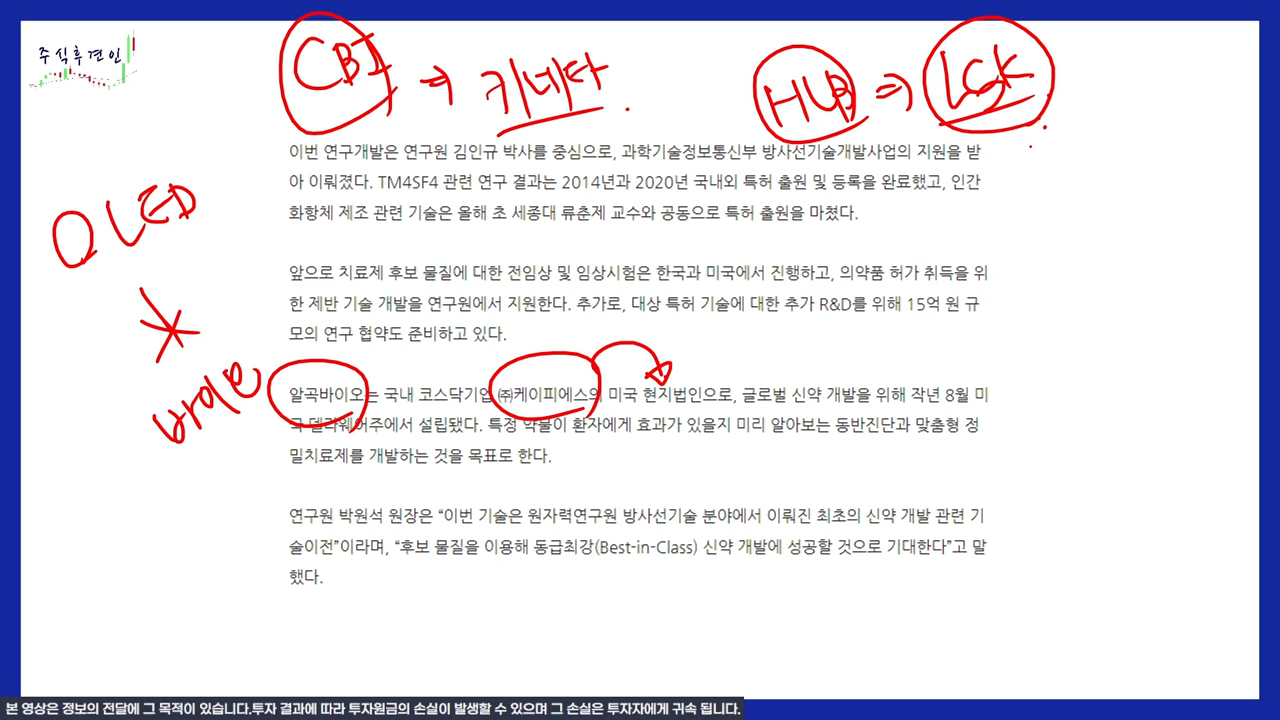 주식후견인
CBI ⇒ 키네타
HLB ⇒ LSK
이번 연구개발은 연구원 김인규 박사를 중심으로, 과학기술정보통신부 방사선기술개발사업의 지원을 받
아 이뤄졌다. TM4SF4 관련 연구 결과는 2014년과 2020년 국내외 특허 출원 및 등록을 완료했고, 인간
화항체 제조 관련 기술은 올해 초 세종대 류춘제 교수와 공동으로 특허 출원을 마쳤다.
OLED
앞으로 치료제 후보 물질에 대한 전임상 및 임상시험은 한국과 미국에서 진행하고, 의약품 허가 취득을 위
한 제반 기술 개발을 연구원에서 지원한다. 추가로, 대상 특허 기술에 대한 추가 R&D를 위해 15억 원 규
모의 연구 협약도 준비하고 있다.
바이오
알곡바이오는 국내 코스닥기업 ㈜케이피에스의 미국 현지법인으로, 글로벌 신약 개발을 위해 작년 8월 미
국 델라웨어주에서 설립됐다. 특정 약물이 환자에게 효과가 있을지 미리 알아보는 동반진단과 맞춤형 정
밀치료제를 개발하는 것을 목표로 한다.
연구원 박원석 원장은 “이번 기술은 원자력연구원 방사선기술 분야에서 이뤄진 최초의 신약 개발 관련 기
술이전”이라며, “후보 물질을 이용해 동급최강(Best-in-Class) 신약 개발에 성공할 것으로 기대한다”고 말
했다.
본 영상은 정보의 전달에 그 목적이 있습니다.투자 결과에 따라 투자원금의 손실이 발생할 수 있으며 그 손실은 투자자에게 귀속 됩니다.